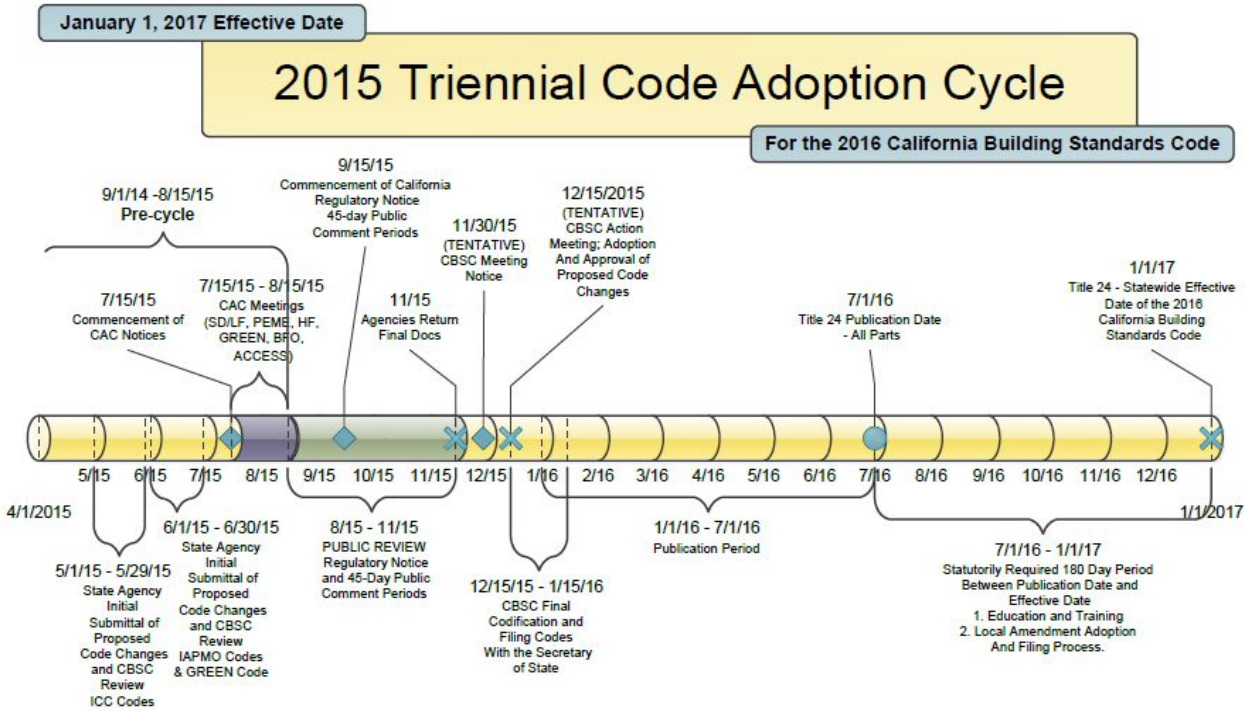 January 1, 2017 Effective Date
2015 Triennial Code Adoption Cycle
For the 2016 California Building Standards Code
9/1/14 -8/15/15
Pre-cycle
7/15/15
Commencement of
CAC Notices
7/15/15 - 8/15/15
CAC Meetings
(SD/LF, PEME, HF,
GREEN, BFO,
ACCESS)
9/15/15
Commencement of California
Regulatory Notice
45-day Public
Comment Periods
11/15
Agencies Return
Final Docs
11/30/15
(TENTATIVE)
CBSC Meeting
Notice
12/15/2015
(TENTATIVE)
CBSC Action
Meeting; Adoption
And Approval of
Proposed Code
Changes
7/1/16
Title 24 Publication Date
- All Parts
1/1/17
Title 24 - Statewide Effective
Date of the 2016
California Building
Standards Code
4/1/2015
5/15
6/15
7/15
8/15
9/15
10/15
11/15
12/15
1/16
2/16
3/16
4/16
5/16
6/16
7/16
8/16
9/16
10/16
11/16
12/16
1/1/2017
5/1/15 - 5/29/15
State Agency
Initial
Submittal of
Proposed
Code Changes
and CBSC
Review
ICC Codes
6/1/15 - 6/30/15
State Agency
Initial
Submittal of
Proposed
Code Changes
and CBSC
Review
IAPMO Codes
& GREEN Code
8/15 - 11/15
PUBLIC REVIEW
Regulatory Notice
and 45-Day Public
Comment Periods
12/15/15 - 1/15/16
CBSC Final
Codification and
Filing Codes
With the Secretary
of State
1/1/16 - 7/1/16
Publication Period
7/1/16 - 1/1/17
Statutorily Required 180 Day Period
Between Publication Date and
Effective Date
1. Education and Training
2. Local Amendment Adoption
And Filing Process.